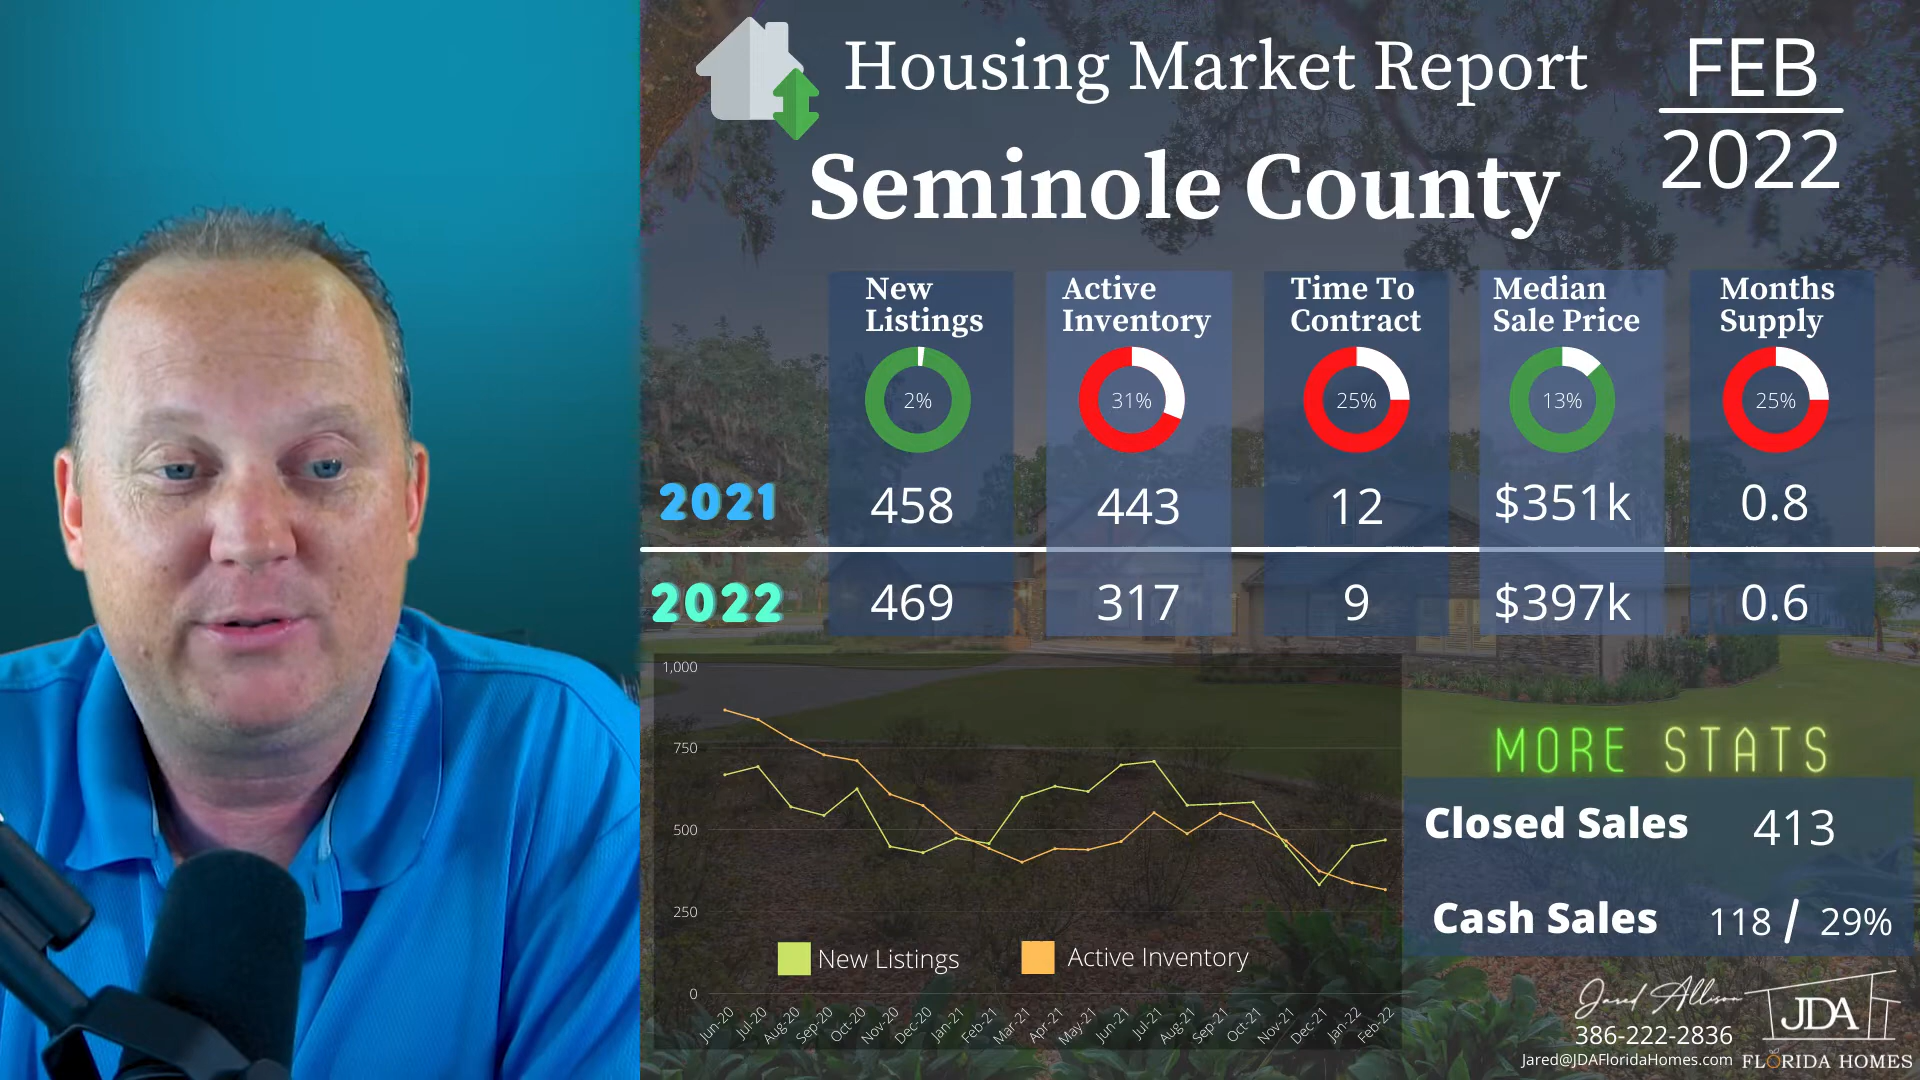 Housing Market Report
FEB
2022
Seminole County
New
Listings
Active
Inventory
Time To
Contract
Median
Sale Price
Months
Supply
2%
31%
25%
13%
25%
2021
458
443
12
$351k
0.8
2022
469
317
9
$397k
0.6
1,000
750
500
250
0
New Listings
Active Inventory
Jun-20
Jul-20
Aug-20
Sep-20
Oct-20
Nov-20
Dec-20
Jan-21
Feb-21
Mar-21
Apr-21
May-21
Jun-21
Jul-21
Aug-21
Sep-21
Oct-21
Nov-21
Dec-21
Jan-22
Feb-22
MORE STATS
Closed Sales 413
Cash Sales 118 / 29%
Jared Allison
386-222-2836
Jared@JDAFloridaHomes.com
JDA
FLORIDA HOMES